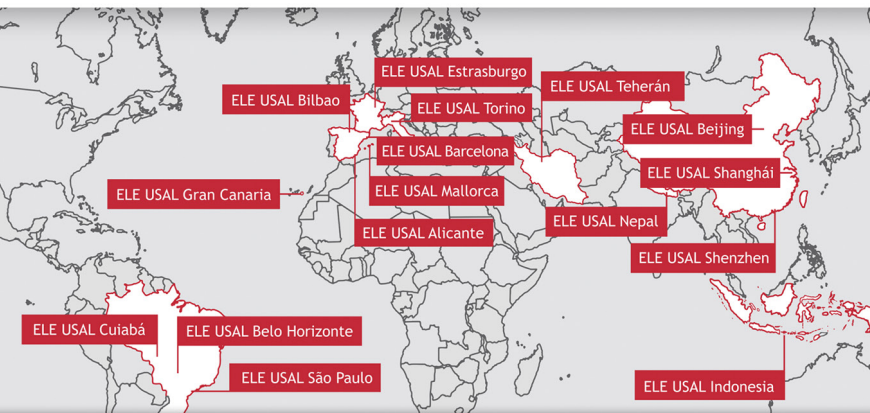 ELE USAL Estrasburgo
ELE USAL Teherán
ELE USAL Bilbao
ELE USAL Torino
ELE USAL Beijing
ELE USAL Barcelona
ELE USAL Shanghái
ELE USAL Gran Canaria
ELE USAL Mallorca
ELE USAL Nepal
ELE USAL Alicante
ELE USAL Shenzhen
ELE USAL Cuiabá
ELE USAL Belo Horizonte
ELE USAL São Paulo
ELE USAL Indonesia